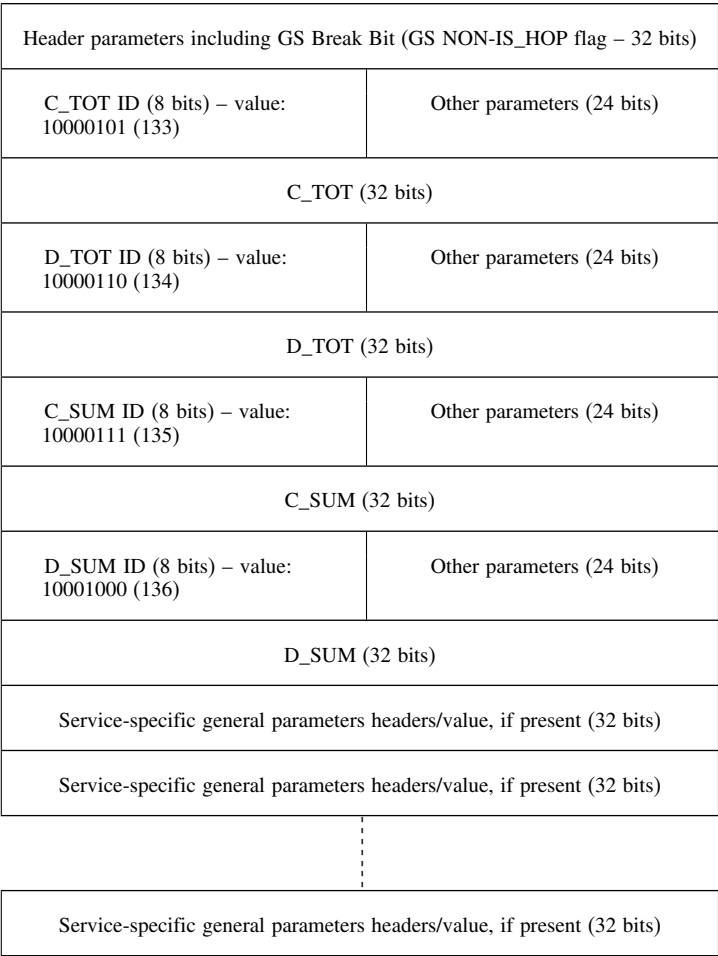 Header parameters including GS Break Bit (GS NON-IS_HOP flag – 32 bits)
C_TOT ID (8 bits) – value:
10000101 (133)
Other parameters (24 bits)
C_TOT (32 bits)
D_TOT ID (8 bits) – value:
10000110 (134)
Other parameters (24 bits)
D_TOT (32 bits)
C_SUM ID (8 bits) – value:
10000111 (135)
Other parameters (24 bits)
C_SUM (32 bits)
D_SUM ID (8 bits) – value:
10001000 (136)
Other parameters (24 bits)
D_SUM (32 bits)
Service-specific general parameters headers/value, if present (32 bits)
Service-specific general parameters headers/value, if present (32 bits)
Service-specific general parameters headers/value, if present (32 bits)